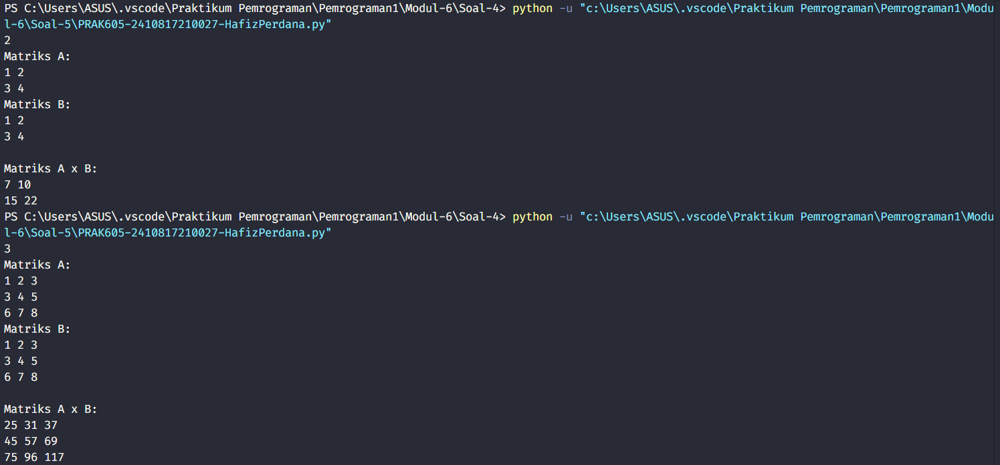 PS C:\Users\ASUS\.vscode\Praktikum Pemrograman\Pemrograman1\Modul-6\Soal-4> python -u "c:\Users\ASUS\.vscode\Praktikum Pemrograman\Pemrograman1\Modu
l-6\Soal-5\PRAK605-2410817210027-HafizPerdana.py"
2
Matriks A:
1 2
3 4
Matriks B:
1 2
3 4

Matriks A x B:
7 10
15 22
PS C:\Users\ASUS\.vscode\Praktikum Pemrograman\Pemrograman1\Modul-6\Soal-4> python -u "c:\Users\ASUS\.vscode\Praktikum Pemrograman\Pemrograman1\Modu
l-6\Soal-5\PRAK605-2410817210027-HafizPerdana.py"
3
Matriks A:
1 2 3
3 4 5
6 7 8
Matriks B:
1 2 3
3 4 5
6 7 8

Matriks A x B:
25 31 37
45 57 69
75 96 117